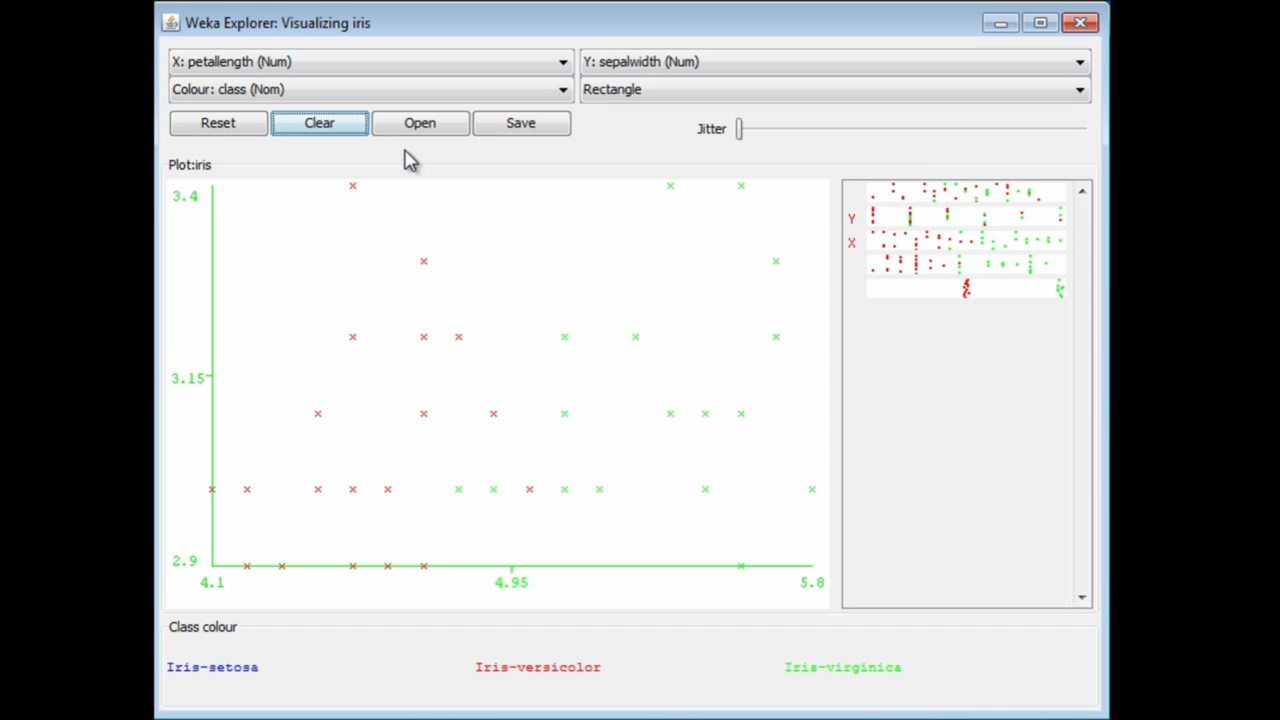 Weka Explorer: Visualizing iris
X: petallength (Num)
Y: sepalwidth (Num)
Colour: class (Nom)
Rectangle
Reset
Clear
Open
Save
Jitter
Plot:iris
3.4
3.15
2.9
4.1
4.95
5.8
Y
X
Class colour
Iris-setosa
Iris-versicolor
Iris-virginica